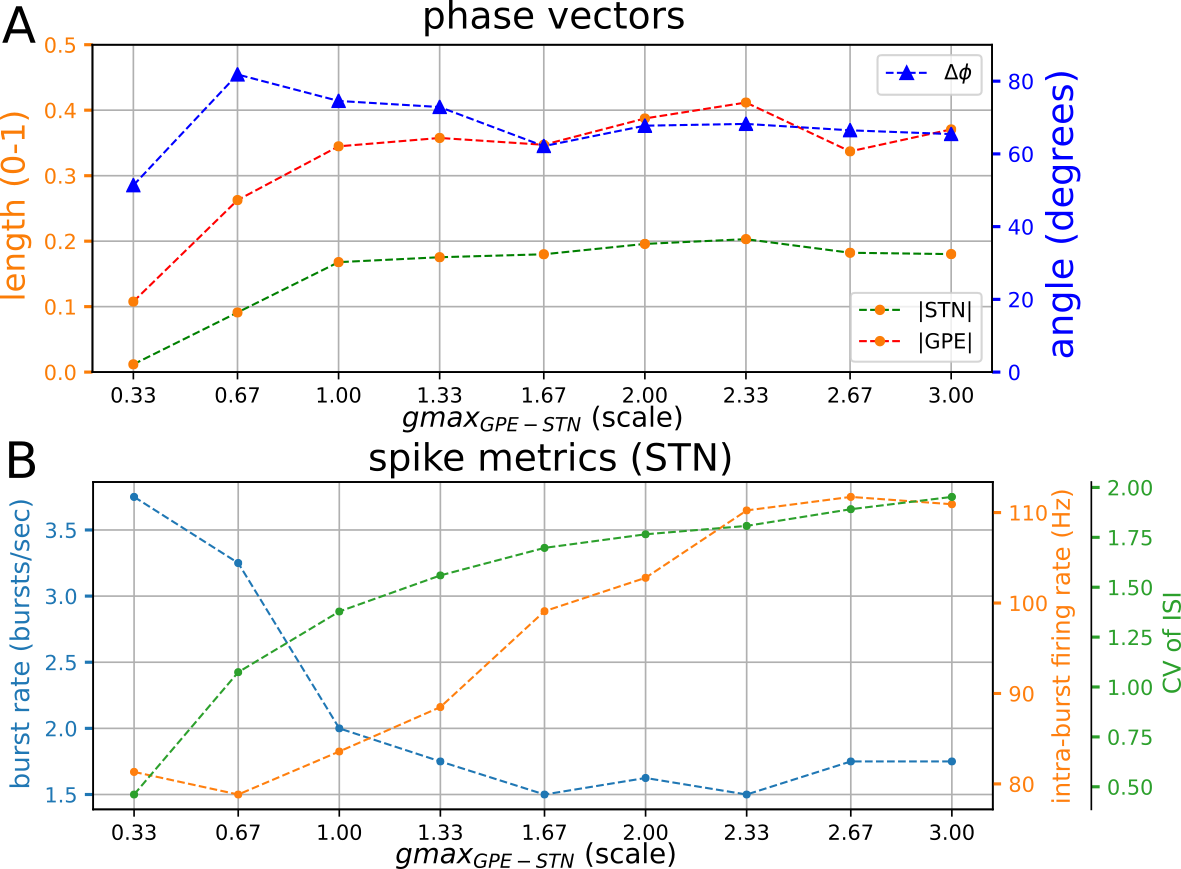 A
phase vectors
length (0-1)
0.5
0.4
0.3
0.2
0.1
0.0
Δϕ
|STN|
|GPE|
80
60
40
20
0
angle (degrees)
0.33 0.67 1.00 1.33 1.67 2.00 2.33 2.67 3.00
gmax_GPE−STN (scale)
B
spike metrics (STN)
burst rate (bursts/sec)
3.5
3.0
2.5
2.0
1.5
110
100
90
80
intra-burst firing rate (Hz)
2.00
1.75
1.50
1.25
1.00
0.75
0.50
CV of ISI
0.33 0.67 1.00 1.33 1.67 2.00 2.33 2.67 3.00
gmax_GPE−STN (scale)